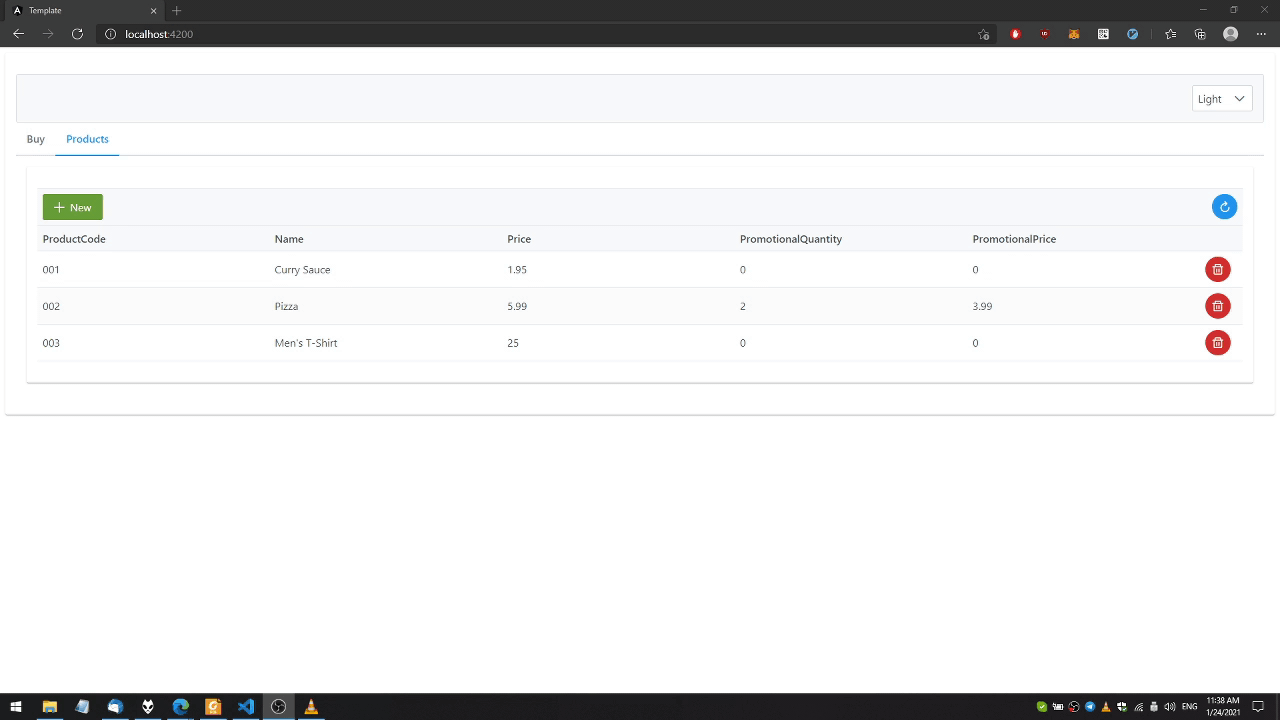 Template
localhost:4200
Light
Buy Products
New
ProductCode Name Price PromotionalQuantity PromotionalPrice
001 Curry Sauce 1.95 0 0
002 Pizza 5.99 2 3.99
003 Men's T-Shirt 25 0 0
ENG
11:38 AM
1/24/2021